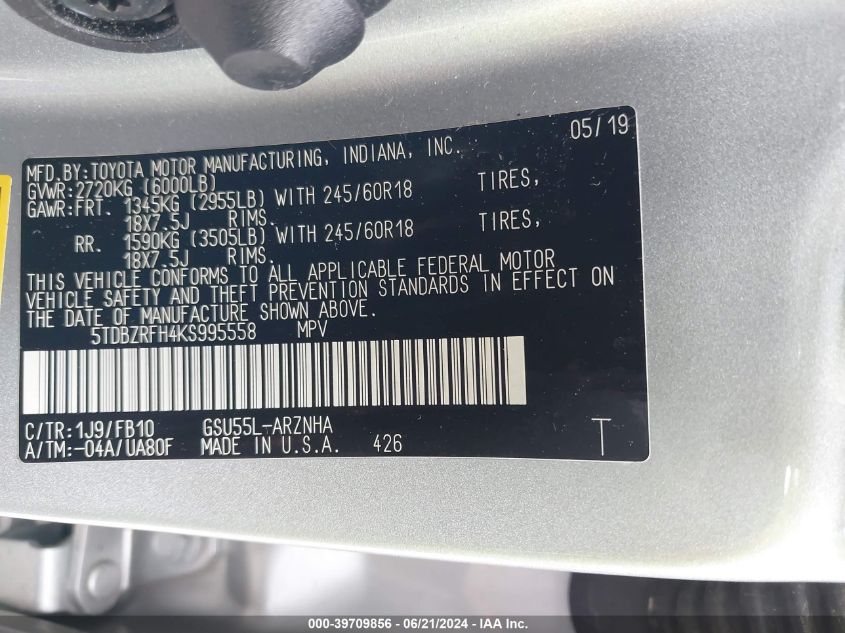 05/19
MFD.BY:TOYOTA MOTOR MANUFACTURING, INDIANA, INC.
GVWR:2720KG (6000LB)
GAWR:FRT. 1345KG (2955LB) WITH 245/60R18 TIRES,
18X7.5J RIMS.
RR. 1590KG (3505LB) WITH 245/60R18 TIRES,
18X7.5J RIMS.
THIS VEHICLE CONFORMS TO ALL APPLICABLE FEDERAL MOTOR
VEHICLE SAFETY AND THEFT PREVENTION STANDARDS IN EFFECT ON
THE DATE OF MANUFACTURE SHOWN ABOVE.
5TDBZRFH4KS995558 MPV
C/TR:1J9/FB10 GSU55L-ARZNHA
A/TM:-04A/UA80F MADE IN U.S.A. 426 T
000-39709856 - 06/21/2024 - IAA Inc.